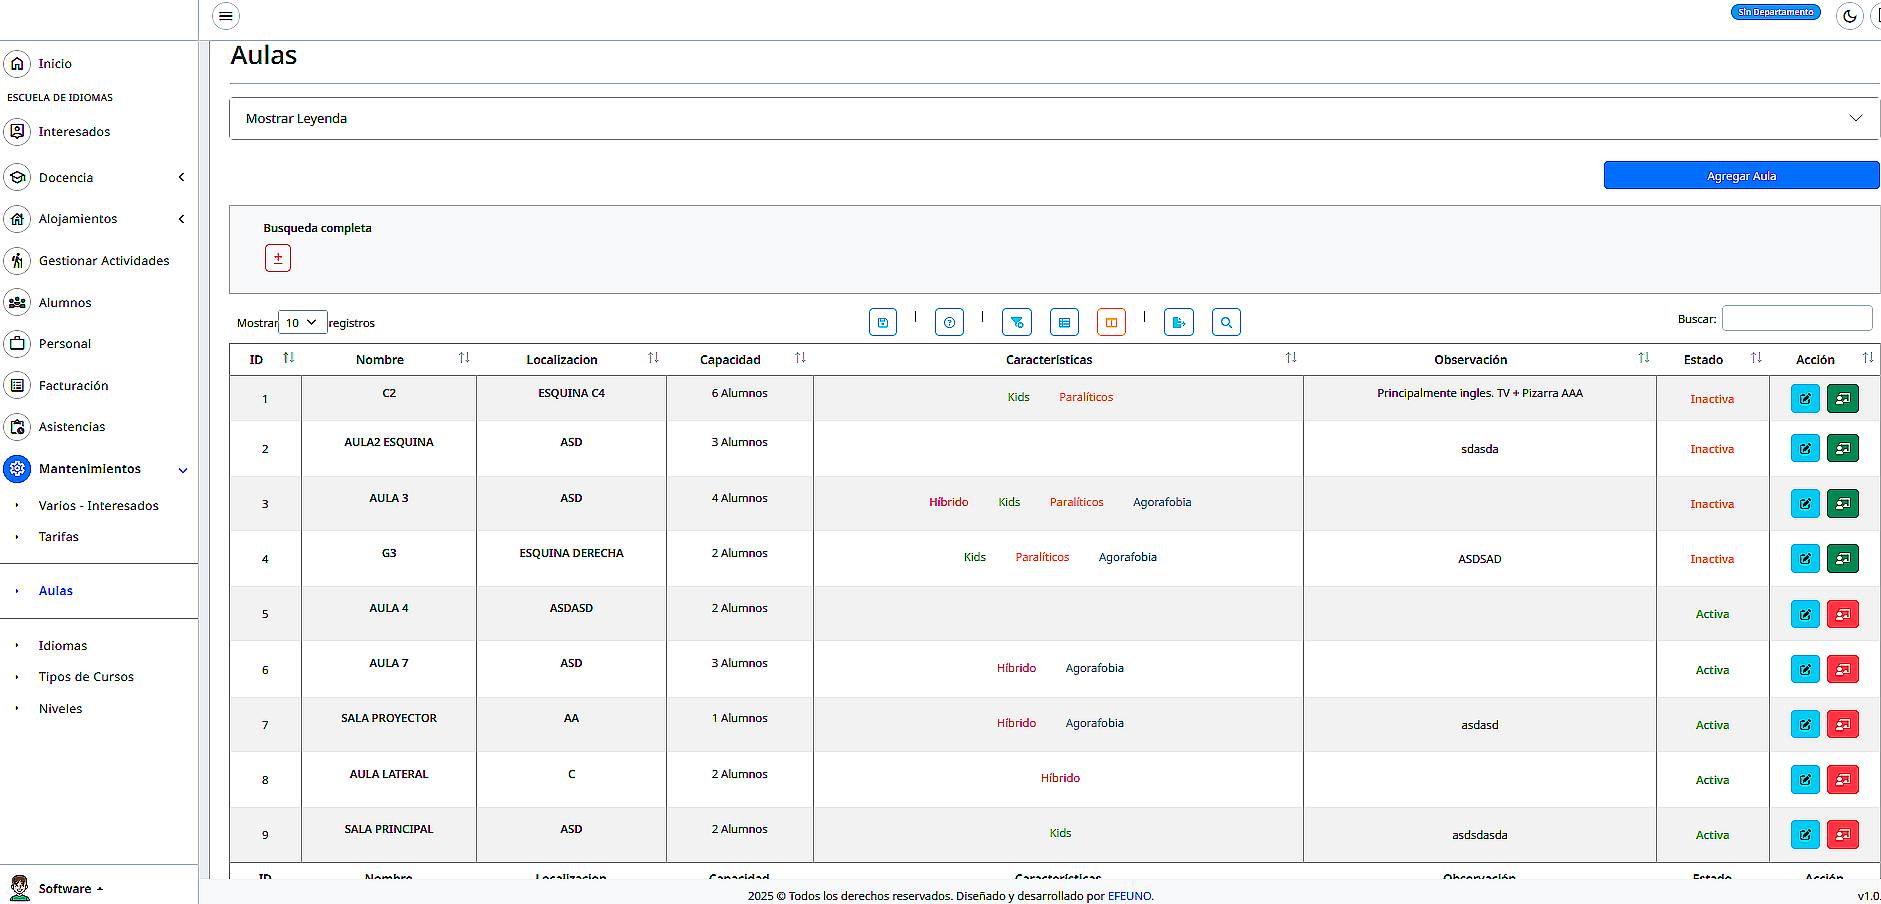 Sin Departamento
Inicio
ESCUELA DE IDIOMAS
Interesados
Docencia
Alojamientos
Gestionar Actividades
Alumnos
Personal
Facturación
Asistencias
Mantenimientos
Varios - Interesados
Tarifas
Aulas
Idiomas
Tipos de Cursos
Niveles
Software
Aulas
Mostrar Leyenda
Agregar Aula
Busqueda completa
Mostrar 10 registros
Buscar:
ID Nombre Localizacion Capacidad Características Observación Estado Acción
1 C2 ESQUINA C4 6 Alumnos Kids Paralíticos Principalmente ingles. TV + Pizarra AAA Inactiva
2 AULA2 ESQUINA ASD 3 Alumnos sdasda Inactiva
3 AULA 3 ASD 4 Alumnos Híbrido Kids Paralíticos Agorafobia Inactiva
4 G3 ESQUINA DERECHA 2 Alumnos Kids Paralíticos Agorafobia ASDSAD Inactiva
5 AULA 4 ASDASD 2 Alumnos Activa
6 AULA 7 ASD 3 Alumnos Híbrido Agorafobia Activa
7 SALA PROYECTOR AA 1 Alumnos Híbrido Agorafobia asdasd Activa
8 AULA LATERAL C 2 Alumnos Híbrido Activa
9 SALA PRINCIPAL ASD 2 Alumnos Kids asdsdasda Activa
ID Nombre Localizacion Capacidad Características Observación Estado Acción
2025 © Todos los derechos reservados. Diseñado y desarrollado por EFEUNO.
v1.0.